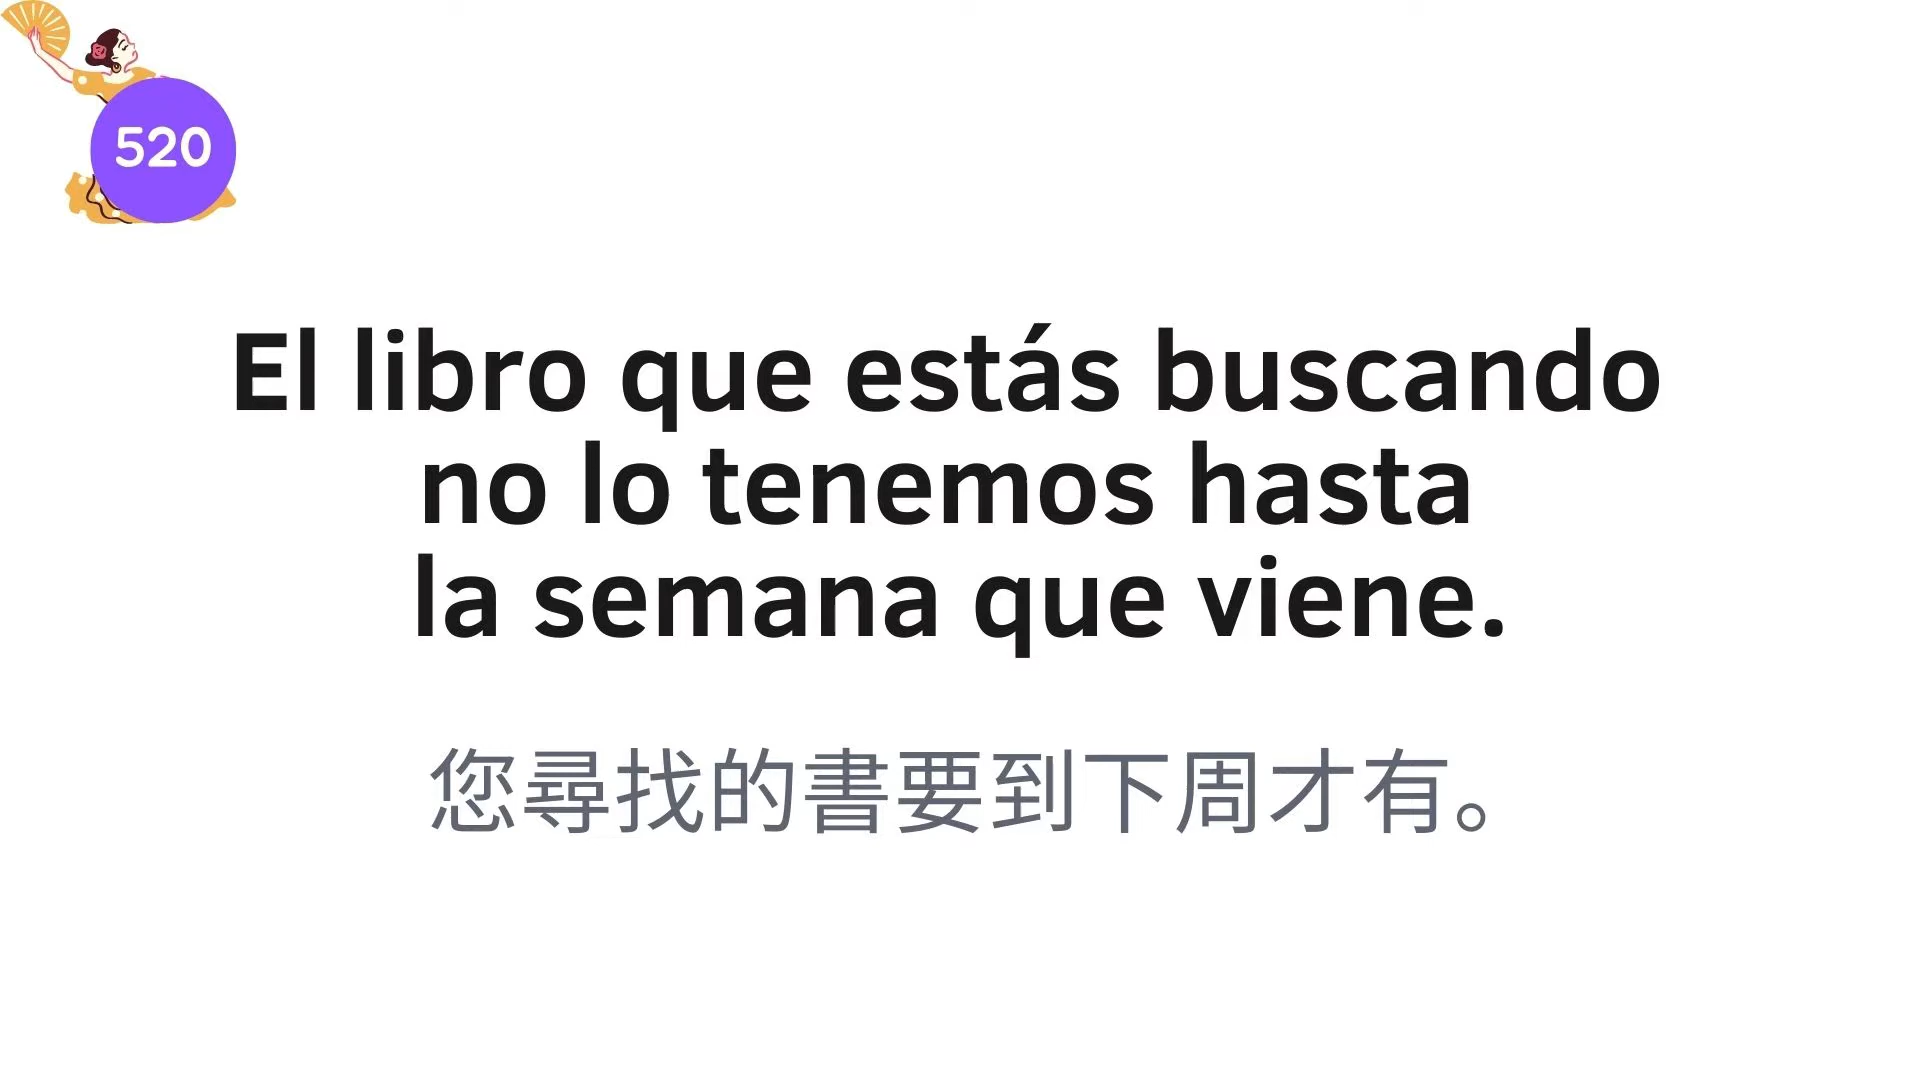 520
El libro que estás buscando
no lo tenemos hasta
la semana que viene.
您尋找的書要到下周才有。